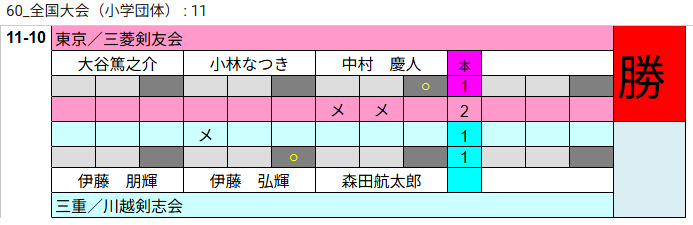 60_全国大会（小学団体）: 11
11-10 東京／三菱剣友会 勝
大谷篤之介 小林なつき 中村　慶人 本
○ 1
メ メ 2
メ 1
○ 1
伊藤　朋輝 伊藤　弘輝 森田航太郎
三重／川越剣志会